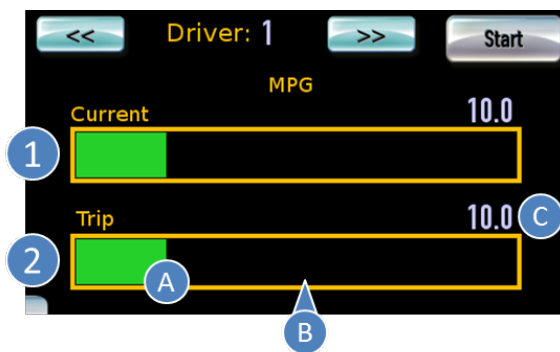 << Driver: 1 >> Start
MPG
Current 10.0
1
Trip 10.0 C
2
A
B